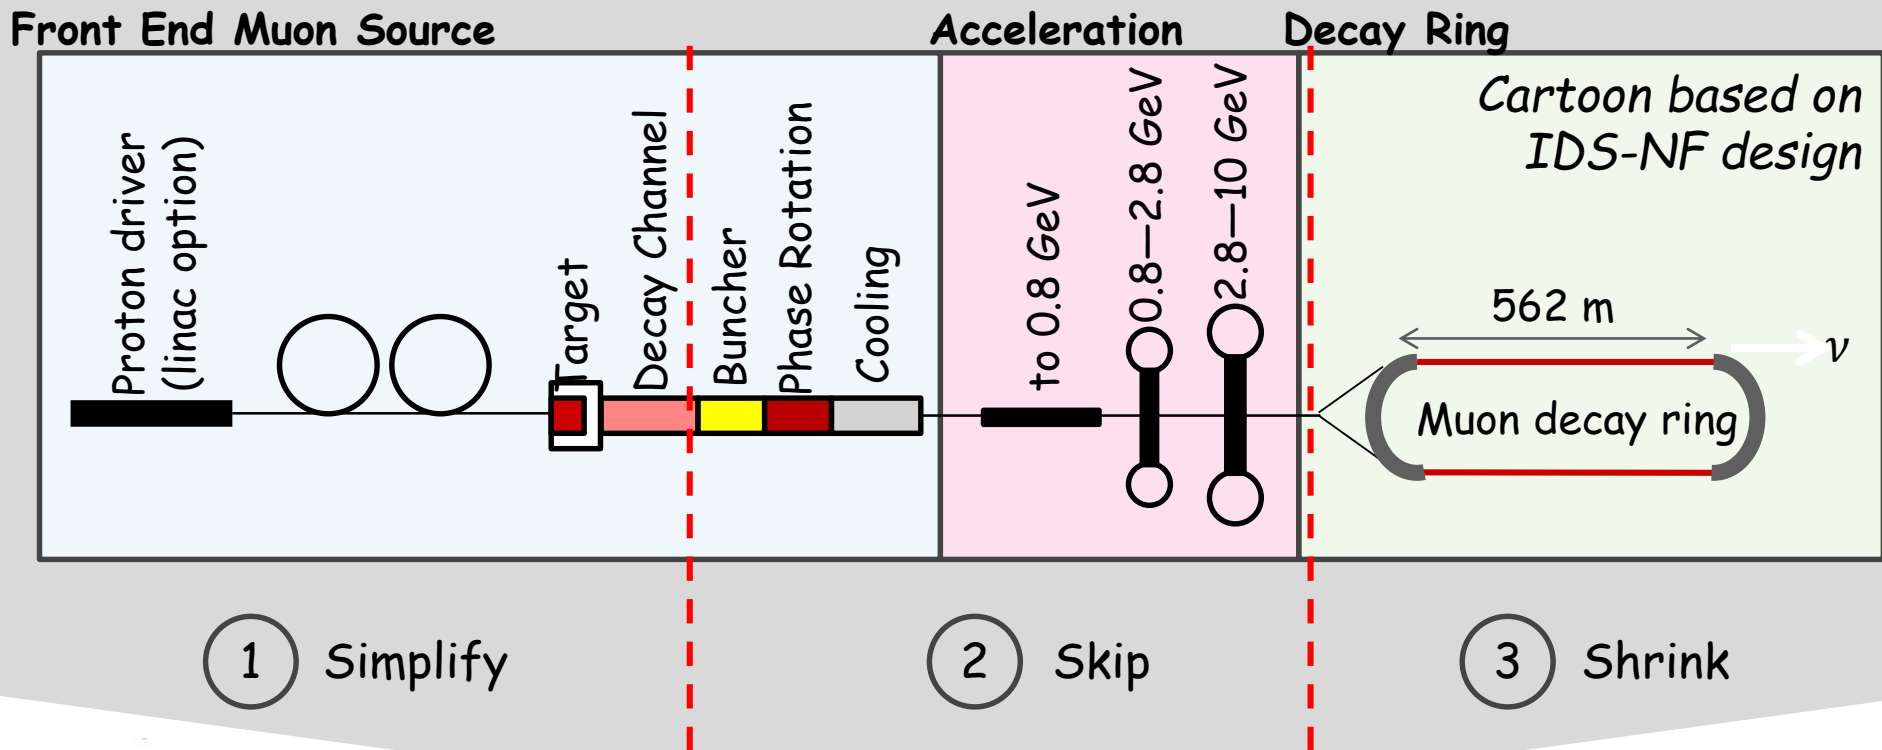 Front End Muon Source
Acceleration
Decay Ring
Cartoon based on
IDS-NF design
Proton driver
(linac option)
Target
Decay Channel
Buncher
Phase Rotation
Cooling
to 0.8 GeV
0.8—2.8 GeV
2.8—10 GeV
562 m
ν
Muon decay ring
1 Simplify
2 Skip
3 Shrink